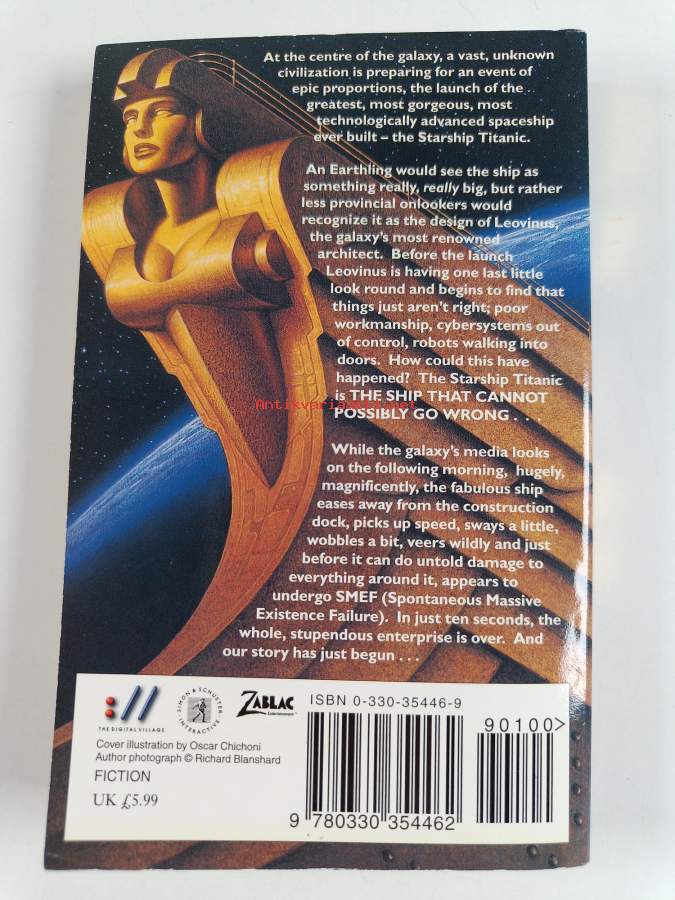 At the centre of the galaxy, a vast, unknown
civilization is preparing for an event of
epic proportions, the launch of the
greatest, most gorgeous, most
technologically advanced spaceship
ever built – the Starship Titanic.
An Earthling would see the ship as
something really, really big, but rather
less provincial onlookers would
recognize it as the design of Leovinus,
the galaxy's most renowned
architect. Before the launch
Leovinus is having one last little
look round and begins to find that
things just aren't right; poor
workmanship, cybersystems out
of control, robots walking into
doors. How could this have
happened? The Starship Titanic
is THE SHIP THAT CANNOT
POSSIBLY GO WRONG . . .
While the galaxy's media looks
on the following morning, hugely,
magnificently, the fabulous ship
eases away from the construction
dock, picks up speed, sways a little,
wobbles a bit, veers wildly and just
before it can do untold damage to
everything around it, appears to
undergo SMEF (Spontaneous Massive
Existence Failure). In just ten seconds, the
whole, stupendous enterprise is over. And
our story has just begun . . .
THE DIGITAL VILLAGE
SIMON & SCHUSTER
INTERACTIVE
ZABLAC
Entertainment
Cover illustration by Oscar Chichoni
Author photograph © Richard Blanshard
FICTION
UK £5.99
ISBN 0-330-35446-9
90100>
9 780330 354462